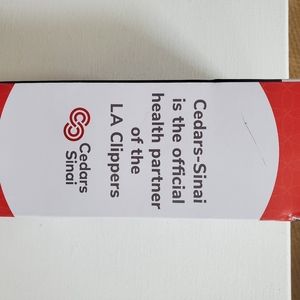 Cedars-Sinai
is the official
health partner
of the
LA Clippers
Cedars
Sinai